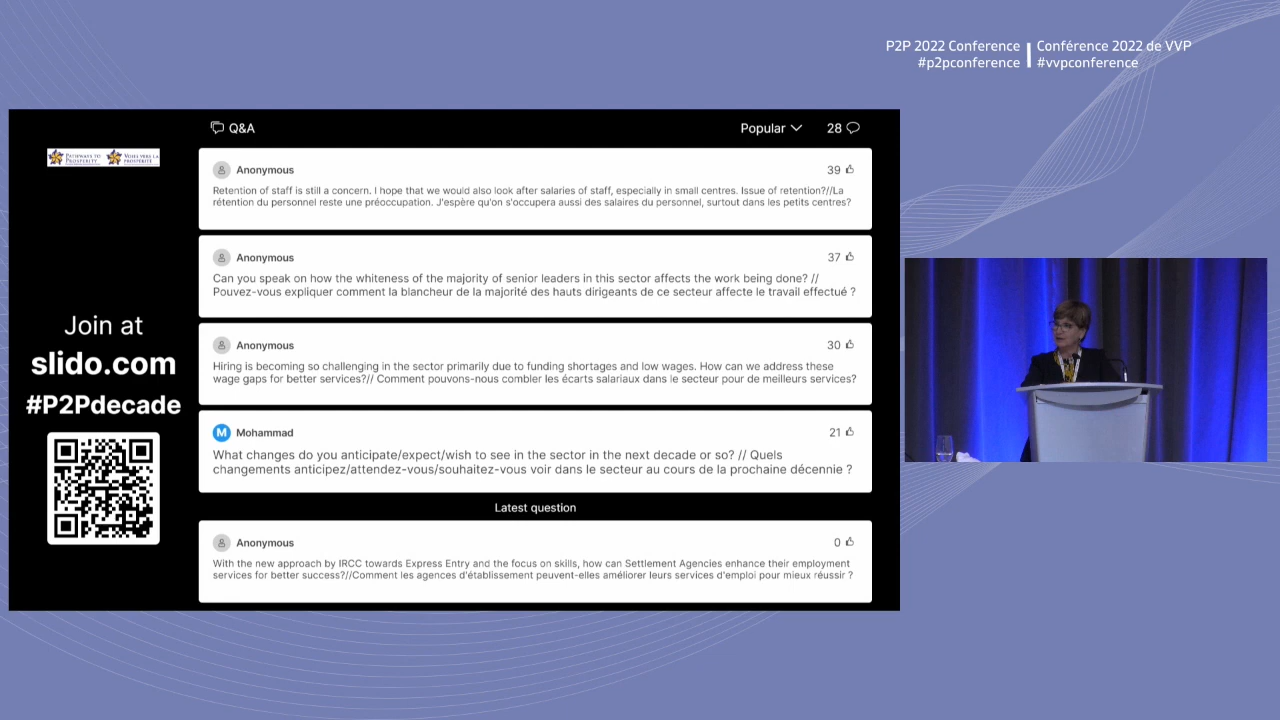 P2P 2022 Conference
#p2pconference
Conférence 2022 de VVP
#vvpconference
Q&A
Popular
28
PATHWAYS TO
PROSPERITY
VOIES VERS LA
PROSPÉRITÉ
Join at
slido.com
#P2Pdecade
Anonymous
39
Retention of staff is still a concern. I hope that we would also look after salaries of staff, especially in small centres. Issue of retention?//La
rétention du personnel reste une préoccupation. J'espère qu'on s'occupera aussi des salaires du personnel, surtout dans les petits centres?
Anonymous
37
Can you speak on how the whiteness of the majority of senior leaders in this sector affects the work being done? //
Pouvez-vous expliquer comment la blancheur de la majorité des hauts dirigeants de ce secteur affecte le travail effectué ?
Anonymous
30
Hiring is becoming so challenging in the sector primarily due to funding shortages and low wages. How can we address these
wage gaps for better services?// Comment pouvons-nous combler les écarts salariaux dans le secteur pour de meilleurs services?
M
Mohammad
21
What changes do you anticipate/expect/wish to see in the sector in the next decade or so? // Quels
changements anticipez/attendez-vous/souhaitez-vous voir dans le secteur au cours de la prochaine décennie ?
Latest question
Anonymous
0
With the new approach by IRCC towards Express Entry and the focus on skills, how can Settlement Agencies enhance their employment
services for better success?//Comment les agences d'établissement peuvent-elles améliorer leurs services d'emploi pour mieux réussir ?